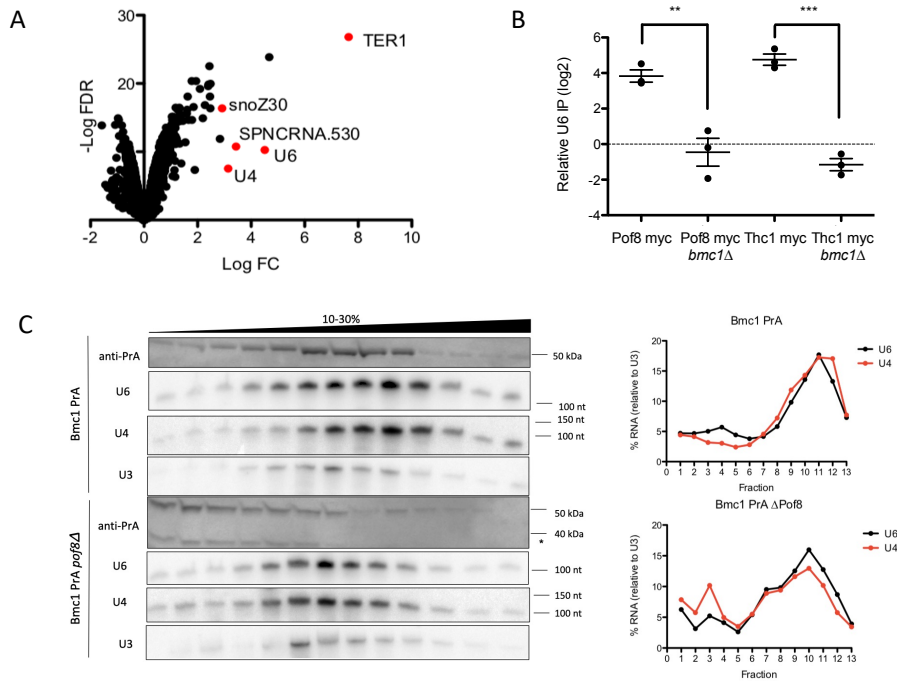 A
-Log FDR
30
20
TER1
snoZ30
SPNCRNA.530
U6
U4
-2
0
2
4
6
8
10
Log FC
B
**
***
Relative U6 IP (log2)
6
4
2
0
-2
-4
Pof8 myc
Pof8 myc
bmc1Δ
Thc1 myc
Thc1 myc
bmc1Δ
C
10-30%
Bmc1 PrA
anti-PrA
50 kDa
U6
100 nt
U4
150 nt
100 nt
U3
Bmc1 PrA pof8Δ
anti-PrA
50 kDa
40 kDa
*
U6
100 nt
U4
150 nt
100 nt
U3
Bmc1 PrA
% RNA (relative to U3)
20
15
10
5
0
0 1 2 3 4 5 6 7 8 9 10 11 12 13
Fraction
U6
U4
Bmc1 PrA ΔPof8
% RNA (relative to U3)
20
15
10
5
0
0 1 2 3 4 5 6 7 8 9 10 11 12 13
Fraction
U6
U4